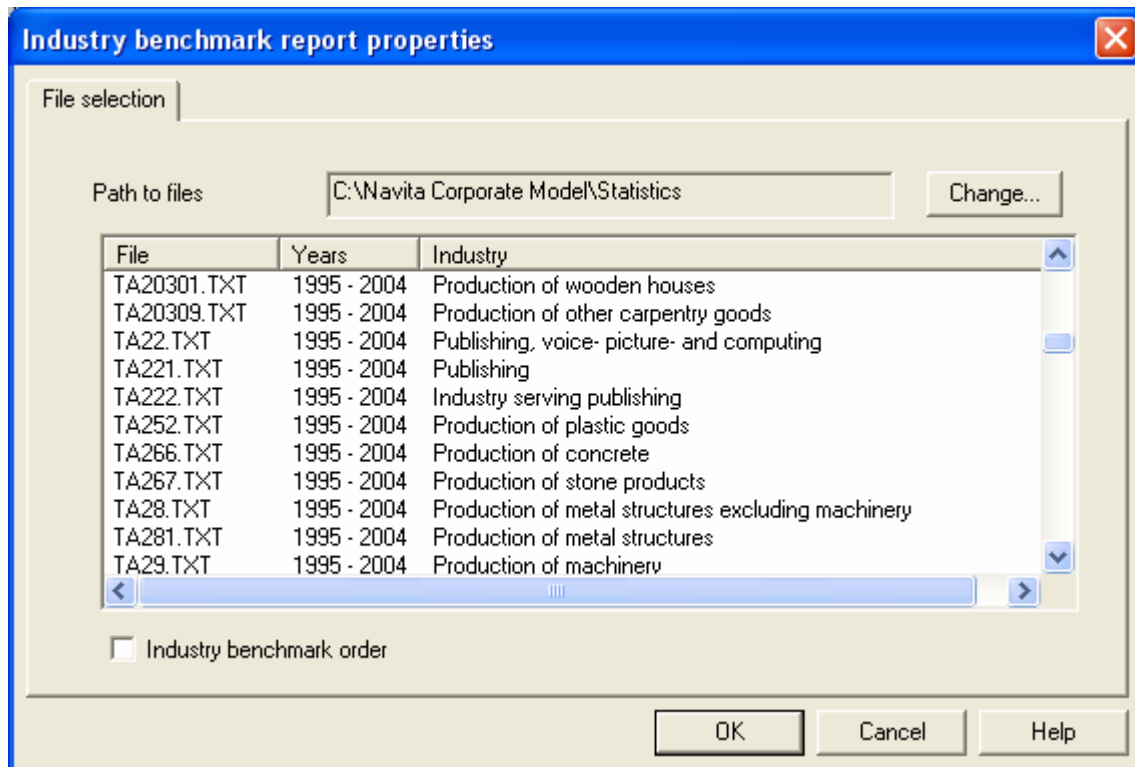 Industry benchmark report properties
File selection
Path to files C:\Navita Corporate Model\Statistics Change...
File Years Industry
TA20301.TXT 1995 - 2004 Production of wooden houses
TA20309.TXT 1995 - 2004 Production of other carpentry goods
TA22.TXT 1995 - 2004 Publishing, voice- picture- and computing
TA221.TXT 1995 - 2004 Publishing
TA222.TXT 1995 - 2004 Industry serving publishing
TA252.TXT 1995 - 2004 Production of plastic goods
TA266.TXT 1995 - 2004 Production of concrete
TA267.TXT 1995 - 2004 Production of stone products
TA28.TXT 1995 - 2004 Production of metal structures excluding machinery
TA281.TXT 1995 - 2004 Production of metal structures
TA29.TXT 1995 - 2004 Production of machinery
Industry benchmark order
OK Cancel Help